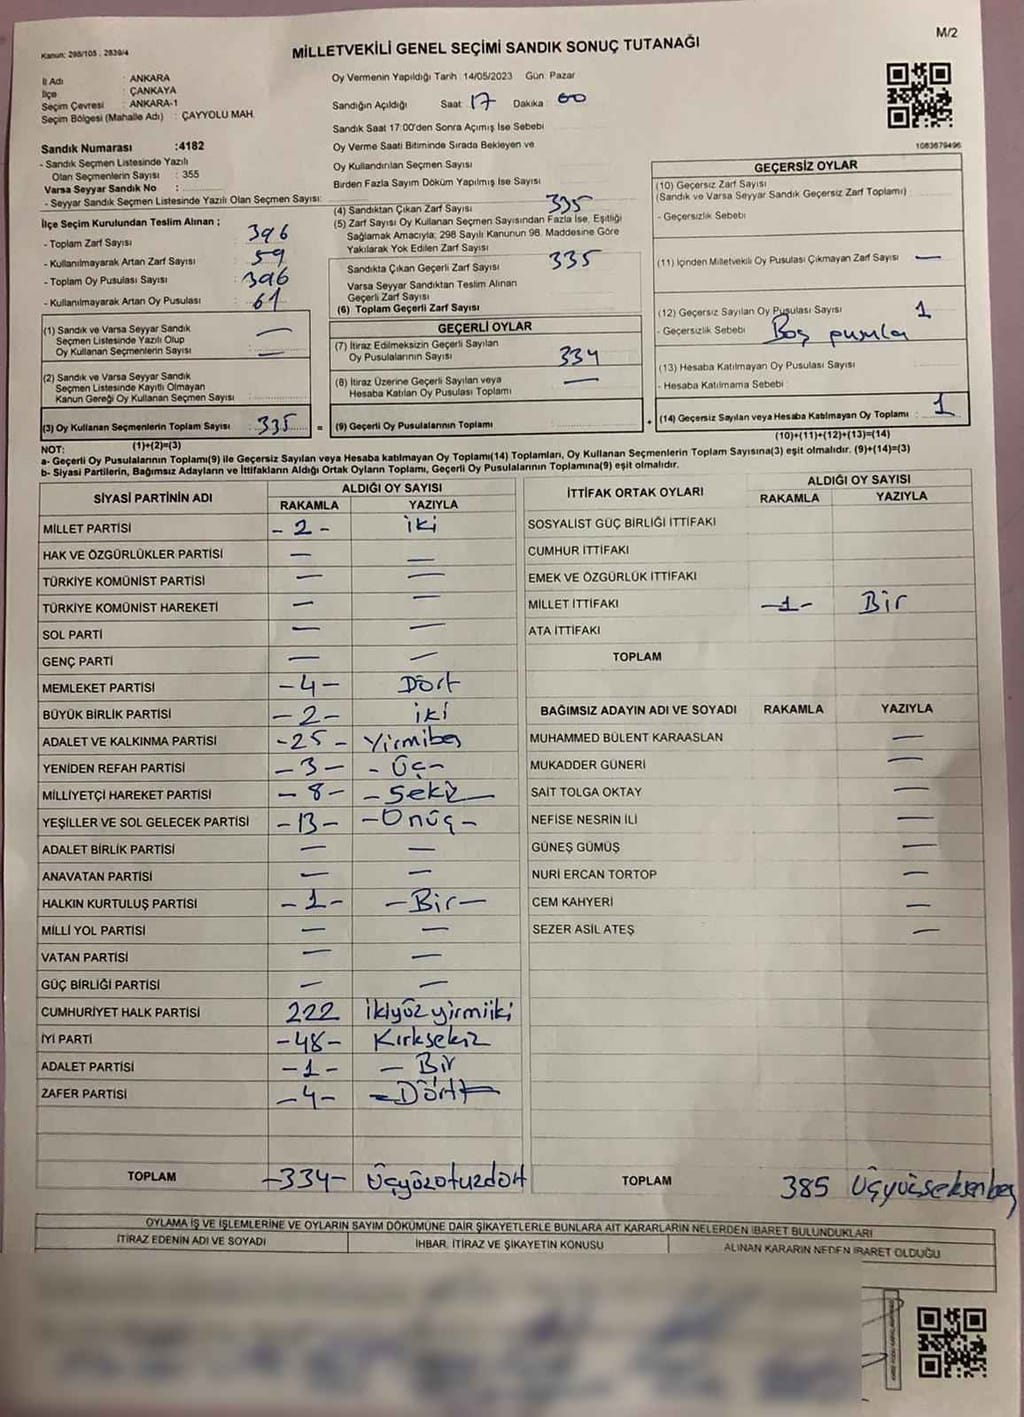 M/2
Kanun: 298/105 , 2839/4
MİLLETVEKİLİ GENEL SEÇİMİ SANDIK SONUÇ TUTANAĞI
İl Adı : ANKARA
İlçe : ÇANKAYA
Seçim Çevresi : ANKARA-1
Seçim Bölgesi (Mahalle Adı) : ÇAYYOLU MAH.
Oy Vermenin Yapıldığı Tarih 14/05/2023 Gün Pazar
Sandığın Açıldığı Saat 17 Dakika 00
Sandık Saat 17:00'den Sonra Açımış İse Sebebi
Oy Verme Saati Bitiminde Sırada Bekleyen ve
Oy Kullandırılan Seçmen Sayısı
Birden Fazla Sayım Döküm Yapılmış İse Sayısı
1083679496
Sandık Numarası :4182
- Sandık Seçmen Listesinde Yazılı
Olan Seçmenlerin Sayısı : 355
Varsa Seyyar Sandık No :
- Seyyar Sandık Seçmen Listesinde Yazılı Olan Seçmen Sayısı:
İlçe Seçim Kurulundan Teslim Alınan ;
- Toplam Zarf Sayısı : 396
- Kullanılmayarak Artan Zarf Sayısı : 59
- Toplam Oy Pusulası Sayısı : 396
- Kullanılmayarak Artan Oy Pusulası : 61
(1) Sandık ve Varsa Seyyar Sandık
Seçmen Listesinde Yazılı Olup
Oy Kullanan Seçmenlerin Sayısı : —
(2) Sandık ve Varsa Seyyar Sandık
Seçmen Listesinde Kayıtlı Olmayan
Kanun Gereği Oy Kullanan Seçmen Sayısı : —
(3) Oy Kullanan Seçmenlerin Toplam Sayısı : 335
(1)+(2)=(3)
(4) Sandıktan Çıkan Zarf Sayısı 335
(5) Zarf Sayısı Oy Kullanan Seçmen Sayısından Fazla İse, Eşitliği
Sağlamak Amacıyla; 298 Sayılı Kanunun 98. Maddesine Göre
Yakılarak Yok Edilen Zarf Sayısı
Sandıkta Çıkan Geçerli Zarf Sayısı 335
Varsa Seyyar Sandıktan Teslim Alınan
Geçerli Zarf Sayısı
(6) Toplam Geçerli Zarf Sayısı
GEÇERLİ OYLAR
(7) İtiraz Edilmeksizin Geçerli Sayılan
Oy Pusulalarının Sayısı 334
(8) İtiraz Üzerine Geçerli Sayılan veya
Hesaba Katılan Oy Pusulası Toplamı —
= (9) Geçerli Oy Pusulalarının Toplamı
GEÇERSİZ OYLAR
(10) Geçersiz Zarf Sayısı
(Sandık ve Varsa Seyyar Sandık Geçersiz Zarf Toplamı)
- Geçersizlik Sebebi
(11) İçinden Milletvekili Oy Pusulası Çıkmayan Zarf Sayısı —
(12) Geçersiz Sayılan Oy Pusulası Sayısı 1
- Geçersizlik Sebebi Boş pusula
(13) Hesaba Katılmayan Oy Pusulası Sayısı
- Hesaba Katılmama Sebebi
+ (14) Geçersiz Sayılan veya Hesaba Katılmayan Oy Toplamı : 1
(10)+(11)+(12)+(13)=(14)
NOT:
a- Geçerli Oy Pusulalarının Toplamı(9) ile Geçersiz Sayılan veya Hesaba katılmayan Oy Toplamı(14) Toplamları, Oy Kullanan Seçmenlerin Toplam Sayısına(3) eşit olmalıdır. (9)+(14)=(3)
b- Siyasi Partilerin, Bağımsız Adayların ve İttifakların Aldığı Ortak Oyların Toplamı, Geçerli Oy Pusulalarının Toplamına(9) eşit olmalıdır.
SİYASİ PARTİNİN ADI ALDIĞI OY SAYISI
RAKAMLA YAZIYLA
MİLLET PARTİSİ -2- iki
HAK VE ÖZGÜRLÜKLER PARTİSİ — —
TÜRKİYE KOMÜNİST PARTİSİ — —
TÜRKİYE KOMÜNİST HAREKETİ — —
SOL PARTİ — —
GENÇ PARTİ — —
MEMLEKET PARTİSİ -4- Dört
BÜYÜK BİRLİK PARTİSİ -2- iki
ADALET VE KALKINMA PARTİSİ -25- Yirmibeş
YENİDEN REFAH PARTİSİ -3- -Üç-
MİLLİYETÇİ HAREKET PARTİSİ -8- -Sekiz-
YEŞİLLER VE SOL GELECEK PARTİSİ -13- -Onüç-
ADALET BİRLİK PARTİSİ — —
ANAVATAN PARTİSİ — —
HALKIN KURTULUŞ PARTİSİ -1- -Bir-
MİLLİ YOL PARTİSİ — —
VATAN PARTİSİ — —
GÜÇ BİRLİĞİ PARTİSİ — —
CUMHURİYET HALK PARTİSİ 222 ikiyüzyirmiiki
İYİ PARTİ -48- Kırksekiz
ADALET PARTİSİ -1- -Bir
ZAFER PARTİSİ -4- -Dört-
TOPLAM -334- Üçyüzotuzdört
İTTİFAK ORTAK OYLARI ALDIĞI OY SAYISI
RAKAMLA YAZIYLA
SOSYALİST GÜÇ BİRLİĞİ İTTİFAKI
CUMHUR İTTİFAKI
EMEK VE ÖZGÜRLÜK İTTİFAKI
MİLLET İTTİFAKI -1- Bir
ATA İTTİFAKI
TOPLAM
BAĞIMSIZ ADAYIN ADI VE SOYADI RAKAMLA YAZIYLA
MUHAMMED BÜLENT KARAASLAN —
MUKADDER GÜNERİ —
SAİT TOLGA OKTAY —
NEFİSE NESRİN İLİ —
GÜNEŞ GÜMÜŞ —
NURİ ERCAN TORTOP —
CEM KAHYERİ —
SEZER ASİL ATEŞ —
TOPLAM 385 Üçyüzseksenbeş
OYLAMA İŞ VE İŞLEMLERİNE VE OYLARIN SAYIM DÖKÜMÜNE DAİR ŞİKAYETLERLE BUNLARA AİT KARARLARIN NELERDEN İBARET BULUNDUKLARI
İTİRAZ EDENİN ADI VE SOYADI İHBAR, İTİRAZ VE ŞİKAYETİN KONUSU ALINAN KARARIN NEDEN İBARET OLDUĞU